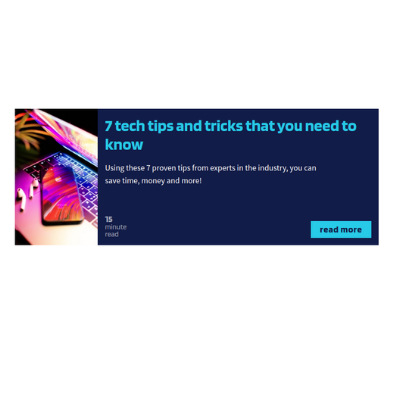 7 tech tips and tricks that you need to
know
Using these 7 proven tips from experts in the industry, you can
save time, money and more!
15
minute
read
read more